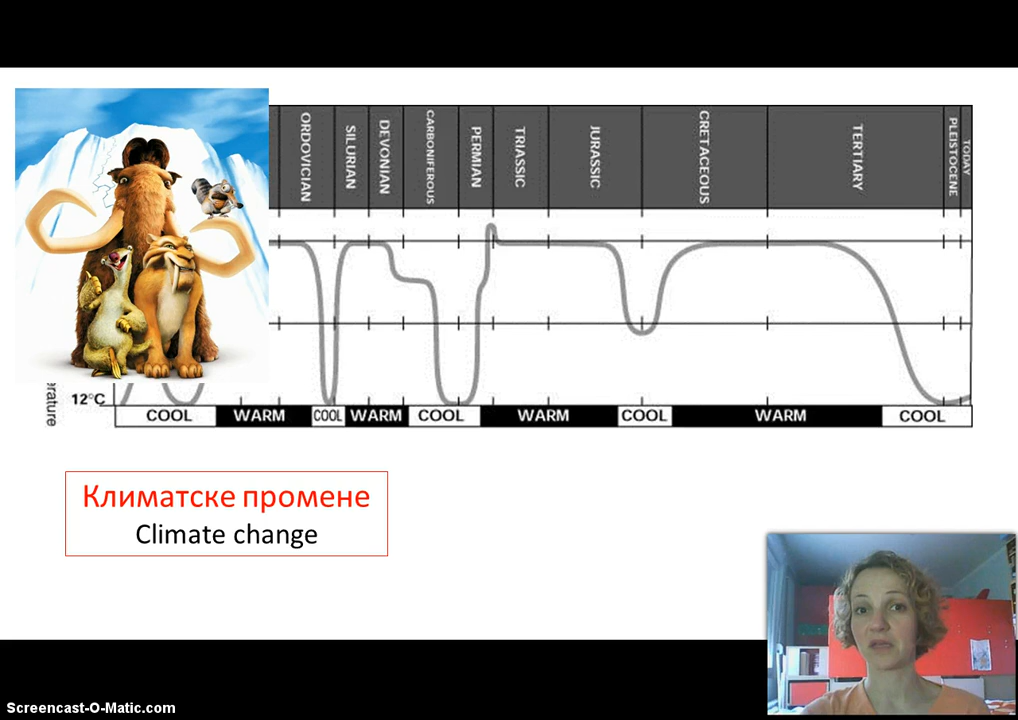 ORDOVICIAN
SILURIAN
DEVONIAN
CARBONIFEROUS
PERMIAN
TRIASSIC
JURASSIC
CRETACEOUS
TERTIARY
PLEISTOCENE
TODAY
12°C
COOL WARM COOL WARM COOL WARM COOL WARM COOL
Климатске промене
Climate change
Screencast-O-Matic.com